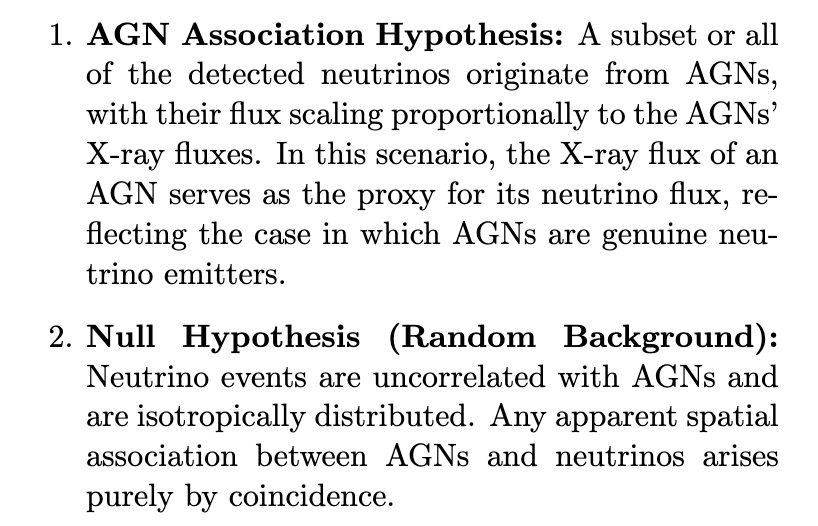 1. AGN Association Hypothesis: A subset or all
of the detected neutrinos originate from AGNs,
with their flux scaling proportionally to the AGNs’
X-ray fluxes. In this scenario, the X-ray flux of an
AGN serves as the proxy for its neutrino flux, re-
flecting the case in which AGNs are genuine neu-
trino emitters.
2. Null Hypothesis (Random Background):
Neutrino events are uncorrelated with AGNs and
are isotropically distributed. Any apparent spatial
association between AGNs and neutrinos arises
purely by coincidence.